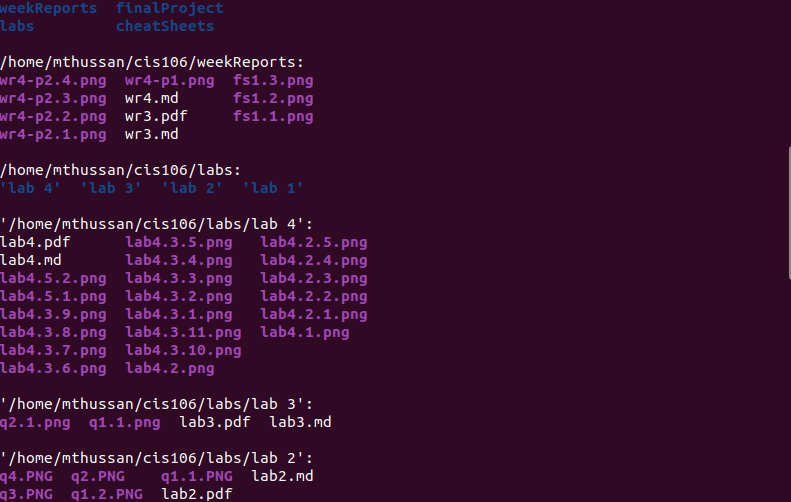 weekReports  finalProject
labs         cheatSheets

/home/mthussan/cis106/weekReports:
wr4-p2.4.png  wr4-p1.png  fs1.3.png
wr4-p2.3.png  wr4.md      fs1.2.png
wr4-p2.2.png  wr3.pdf     fs1.1.png
wr4-p2.1.png  wr3.md

/home/mthussan/cis106/labs:
'lab 4'  'lab 3'  'lab 2'  'lab 1'

'/home/mthussan/cis106/labs/lab 4':
lab4.pdf      lab4.3.5.png   lab4.2.5.png
lab4.md       lab4.3.4.png   lab4.2.4.png
lab4.5.2.png  lab4.3.3.png   lab4.2.3.png
lab4.5.1.png  lab4.3.2.png   lab4.2.2.png
lab4.3.9.png  lab4.3.1.png   lab4.2.1.png
lab4.3.8.png  lab4.3.11.png  lab4.1.png
lab4.3.7.png  lab4.3.10.png
lab4.3.6.png  lab4.2.png

'/home/mthussan/cis106/labs/lab 3':
q2.1.png  q1.1.png  lab3.pdf  lab3.md

'/home/mthussan/cis106/labs/lab 2':
q4.PNG  q2.PNG    q1.1.PNG  lab2.md
q3.PNG  q1.2.PNG  lab2.pdf